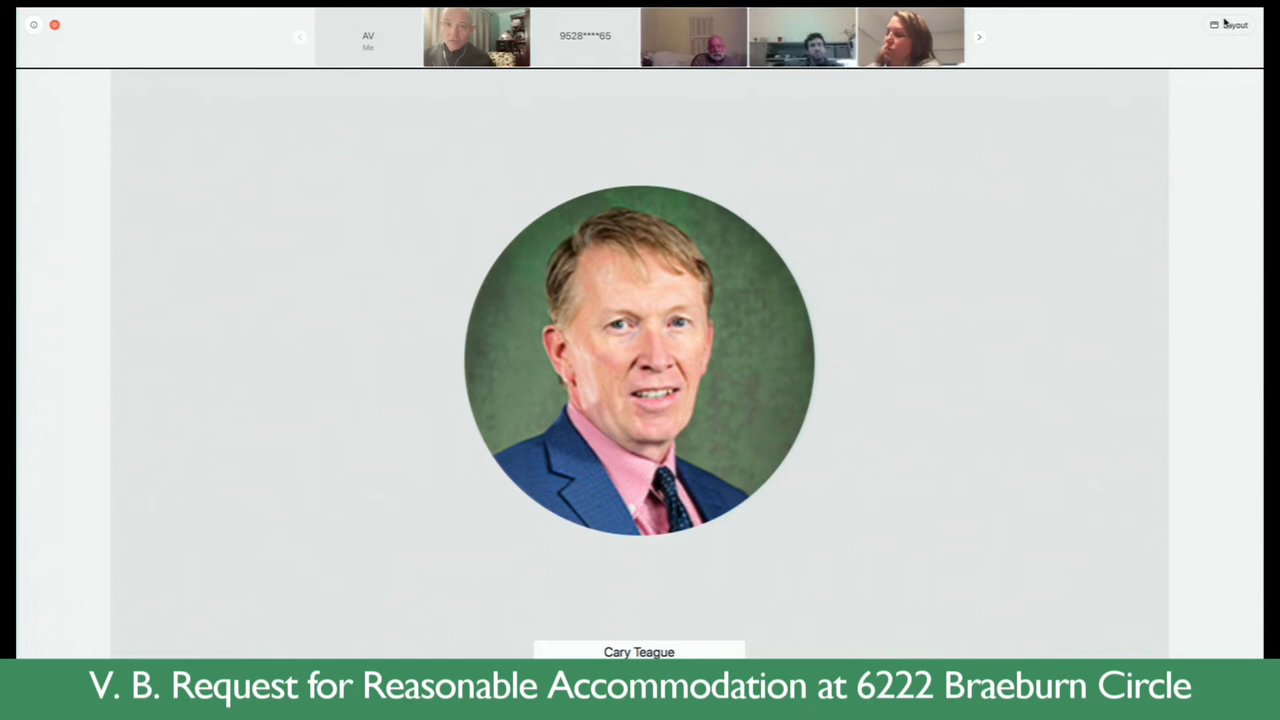 AV
Me
9528****65
Layout
Cary Teague
V. B. Request for Reasonable Accommodation at 6222 Braeburn Circle